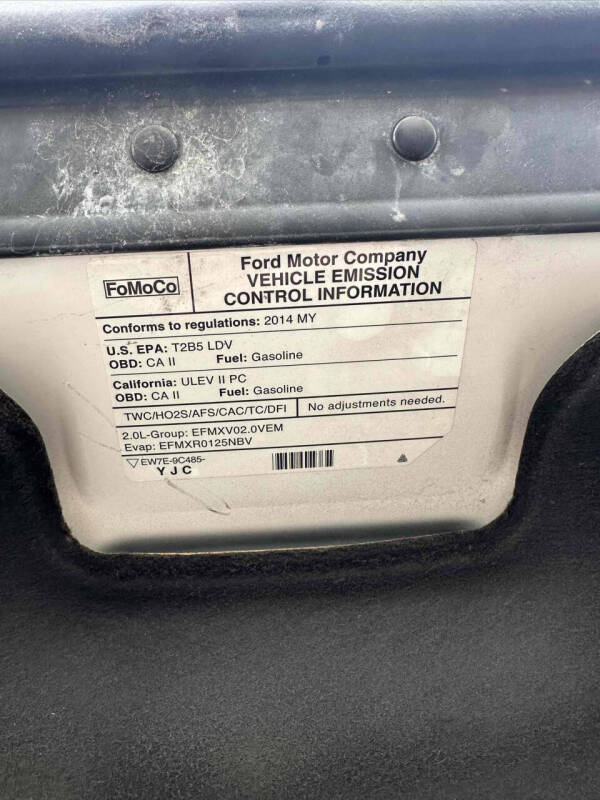 FoMoCo
Ford Motor Company
VEHICLE EMISSION
CONTROL INFORMATION
Conforms to regulations: 2014 MY
U.S. EPA: T2B5 LDV
OBD: CA II Fuel: Gasoline
California: ULEV II PC
OBD: CA II Fuel: Gasoline
TWC/HO2S/AFS/CAC/TC/DFI No adjustments needed.
2.0L-Group: EFMXV02.0VEM
Evap: EFMXR0125NBV
EW7E-9C485-
Y J C